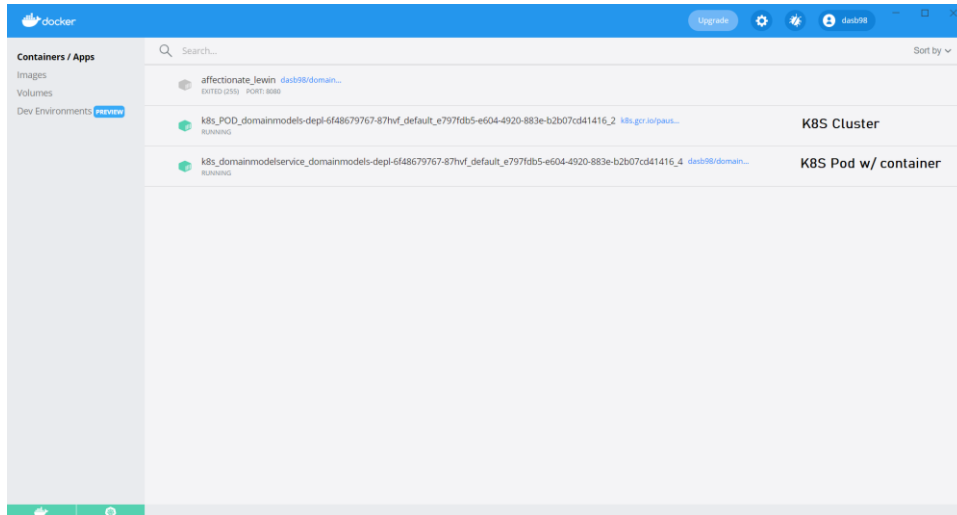 docker
Upgrade
dasb98
Containers / Apps
Images
Volumes
Dev Environments PREVIEW
Search...
Sort by
affectionate_lewin dasb98/domain...
EXITED (255) PORT: 8080
k8s_POD_domainmodels-depl-6f48679767-87hvf_default_e797fdb5-e604-4920-883e-b2b07cd41416_2 k8s.gcr.io/paus...
RUNNING
K8S Cluster
k8s_domainmodelservice_domainmodels-depl-6f48679767-87hvf_default_e797fdb5-e604-4920-883e-b2b07cd41416_4 dasb98/domain...
RUNNING
K8S Pod w/ container